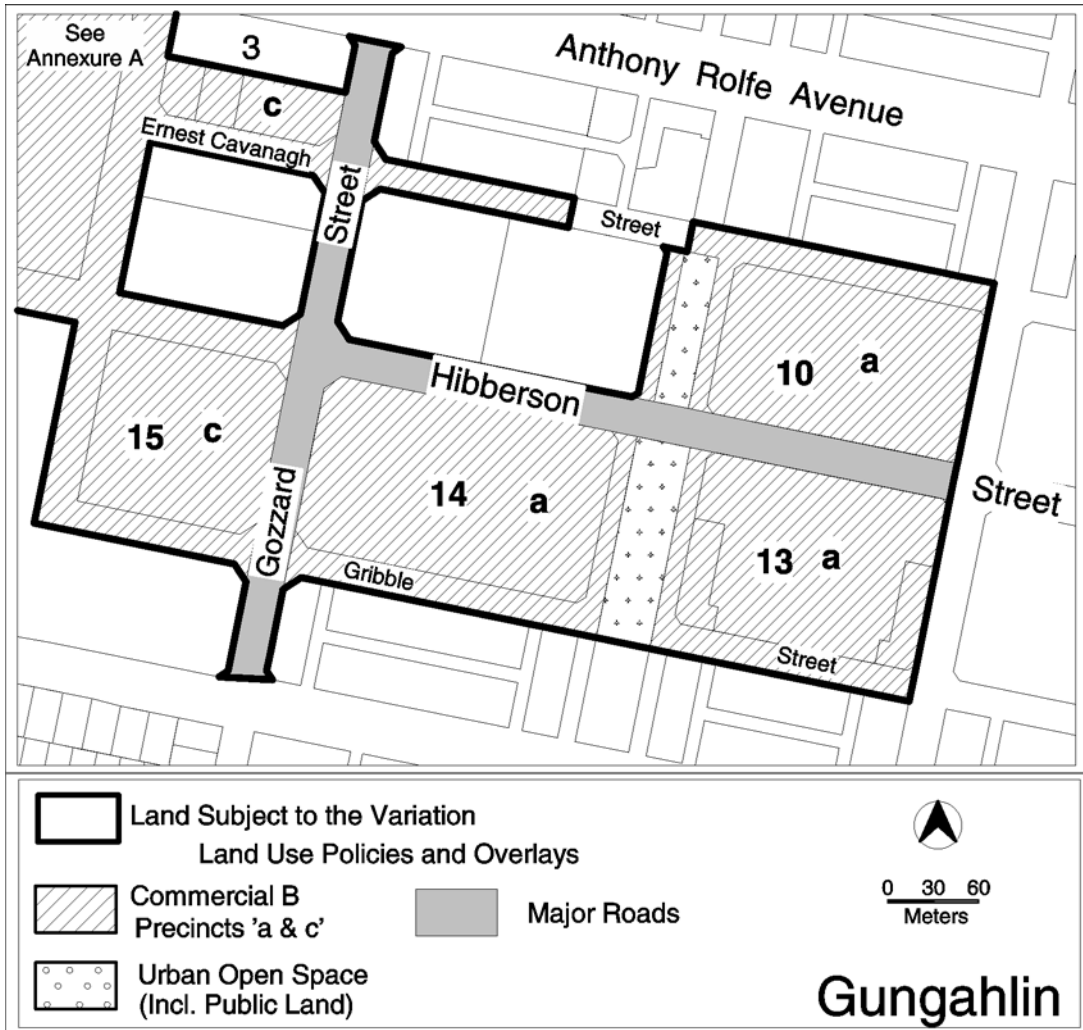 See
Annexure A
3
Anthony Rolfe Avenue
c
Ernest Cavanagh
Street
Street
10 a
Hibberson
15 c
14 a
Street
Gozzard
13 a
Gribble
Street
Land Subject to the Variation
Land Use Policies and Overlays
Commercial B
Precincts 'a & c'
Major Roads
0 30 60
Meters
Urban Open Space
(Incl. Public Land)
Gungahlin